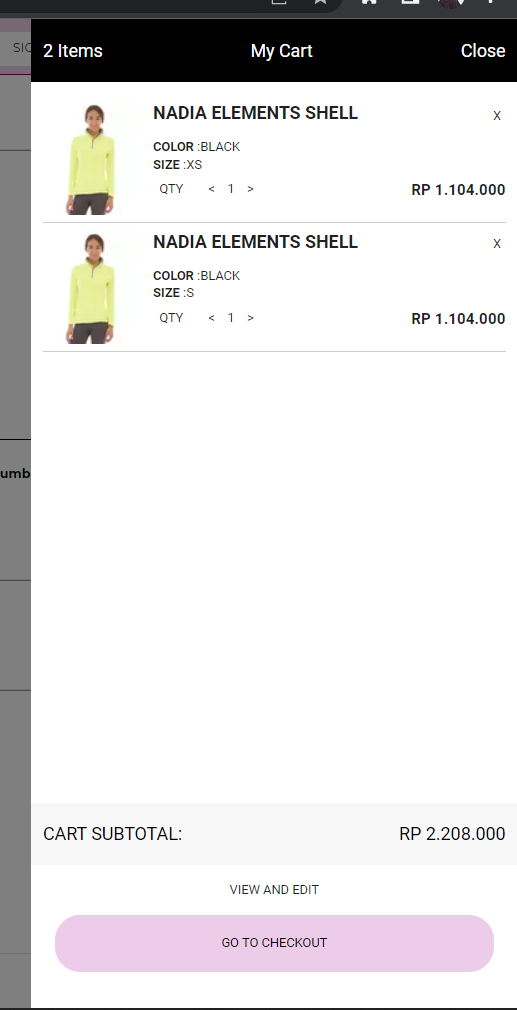 SIG
2 Items My Cart Close
NADIA ELEMENTS SHELL X
COLOR :BLACK
SIZE :XS
QTY < 1 > RP 1.104.000
NADIA ELEMENTS SHELL X
COLOR :BLACK
SIZE :S
QTY < 1 > RP 1.104.000
umb
CART SUBTOTAL: RP 2.208.000
VIEW AND EDIT
GO TO CHECKOUT